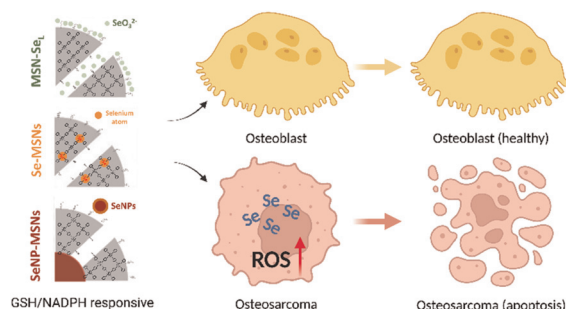 SeO₃²⁻
MSN-Se_L
Selenium
atom
Se-MSNs
SeNPs
SeNP-MSNs
GSH/NADPH responsive
Osteoblast
Osteoblast (healthy)
Se
Se
Se
Se
ROS
Osteosarcoma
Osteosarcoma (apoptosis)